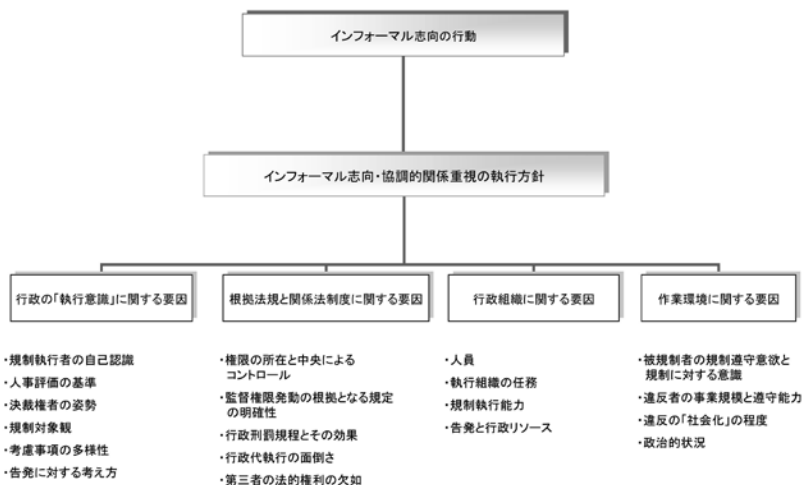 インフォーマル志向の行動
インフォーマル志向・協調的関係重視の執行方針
行政の「執行意識」に関する要因
・規制執行者の自己認識
・人事評価の基準
・決裁権者の姿勢
・規制対象観
・考慮事項の多様性
・告発に対する考え方
根拠法規と関係法制度に関する要因
・権限の所在と中央による
コントロール
・監督権限発動の根拠となる規定
の明確性
・行政刑罰規程とその効果
・行政代執行の面倒さ
・第三者の法的権利の欠如
行政組織に関する要因
・人員
・執行組織の任務
・規制執行能力
・告発と行政リソース
作業環境に関する要因
・被規制者の規制遵守意欲と
規制に対する意識
・違反者の事業規模と遵守能力
・違反の「社会化」の程度
・政治的状況